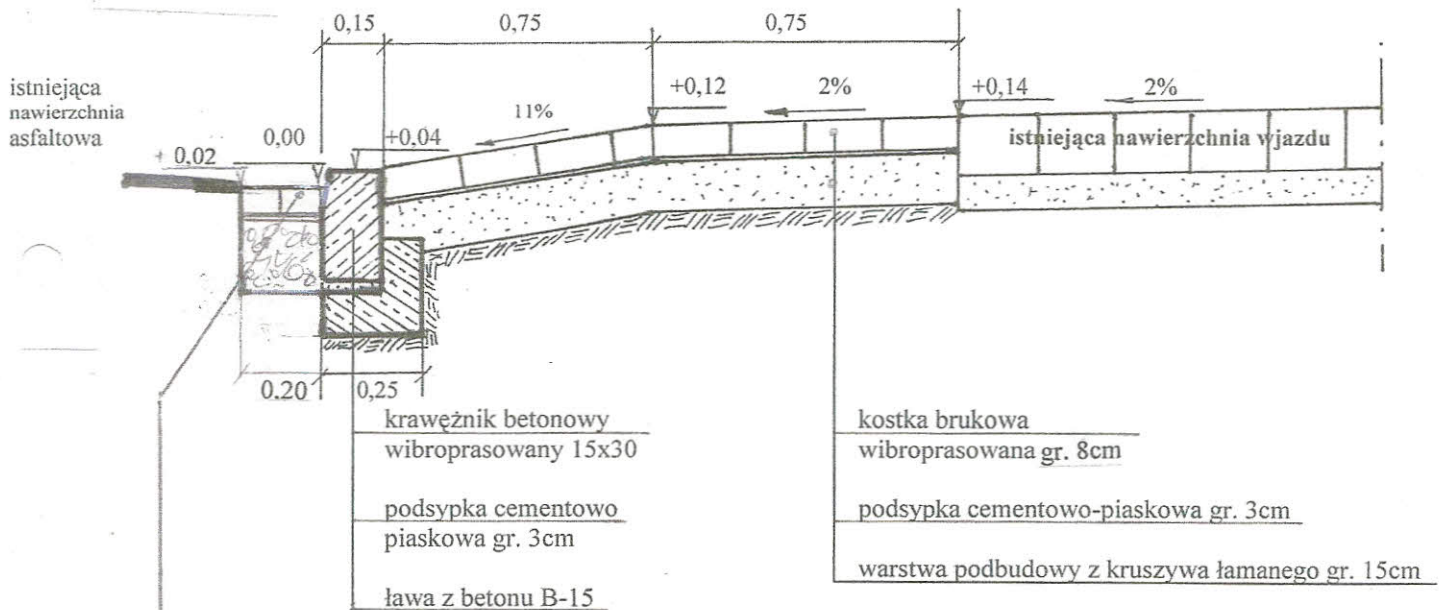 0,15
0,75
0,75
istniejąca
nawierzchnia
asfaltowa
+ 0,02
0,00
+0,04
11%
+0,12
2%
+0,14
2%
istniejąca nawierzchnia wjazdu
0,20
0,25
krawężnik betonowy
wibroprasowany 15x30
podsypka cementowo
piaskowa gr. 3cm
ława z betonu B-15
kostka brukowa
wibroprasowana gr. 8cm
podsypka cementowo-piaskowa gr. 3cm
warstwa podbudowy z kruszywa łamanego gr. 15cm